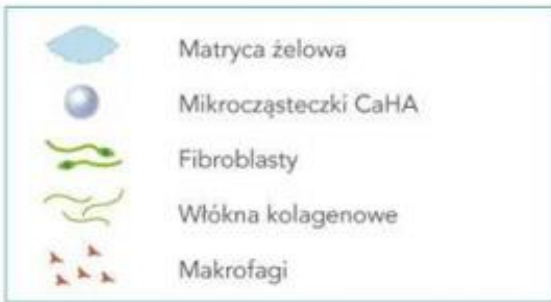 Matryca żelowa
Mikrocząsteczki CaHA
Fibroblasty
Włókna kolagenowe
Makrofagi